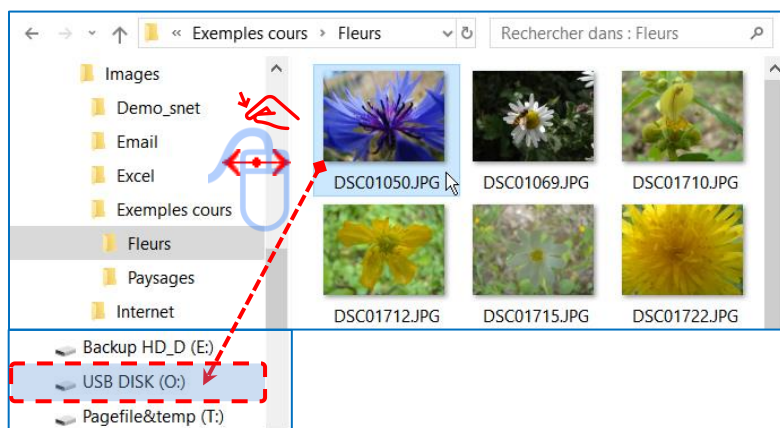 « Exemples cours › Fleurs
Rechercher dans : Fleurs
Images
Demo_snet
Email
Excel
Exemples cours
Fleurs
Paysages
Internet
DSC01050.JPG DSC01069.JPG DSC01710.JPG
DSC01712.JPG DSC01715.JPG DSC01722.JPG
Backup HD_D (E:)
USB DISK (O:)
Pagefile&temp (T:)